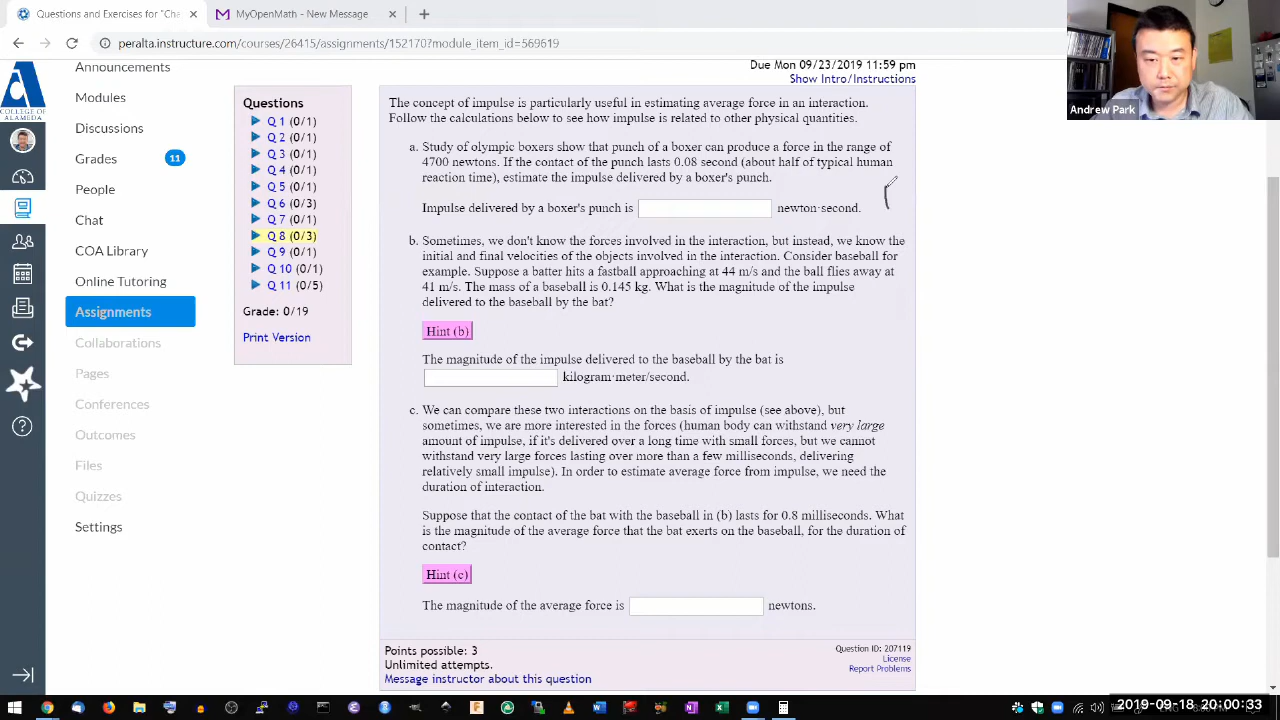 Questions and Exercises for "Cha
MyOpenMath - New Message
peralta.instructure.com/courses/26415/assignments/152170?module_item_id=569619
Andrew Park
COLLEGE OF
ALAMEDA
Announcements
Modules
Discussions
Grades
11
People
Chat
COA Library
Online Tutoring
Assignments
Collaborations
Pages
Conferences
Outcomes
Files
Quizzes
Settings
Questions
Q 1 (0/1)
Q 2 (0/1)
Q 3 (0/1)
Q 4 (0/1)
Q 5 (0/1)
Q 6 (0/3)
Q 7 (0/1)
Q 8 (0/3)
Q 9 (0/1)
Q 10 (0/1)
Q 11 (0/5)
Grade: 0/19
Print Version
Due Mon 09/23/2019 11:59 pm
Show Intro/Instructions
The concept of impulse is particularly useful in estimating average force in an interaction.
Follow the calculations below to see how impulse is related to other physical quantities.
a. Study of olympic boxers show that punch of a boxer can produce a force in the range of
4700 newtons. If the contact of the punch lasts 0.08 second (about half of typical human
reaction time), estimate the impulse delivered by a boxer's punch.
Impulse delivered by a boxer's punch is newton·second.
b. Sometimes, we don't know the forces involved in the interaction, but instead, we know the
initial and final velocities of the objects involved in the interaction. Consider baseball for
example. Suppose a batter hits a fastball approaching at 44 m/s and the ball flies away at
41 m/s. The mass of a baseball is 0.145 kg. What is the magnitude of the impulse
delivered to the baseball by the bat?
Hint (b)
The magnitude of the impulse delivered to the baseball by the bat is
kilogram·meter/second.
c. We can compare these two interactions on the basis of impulse (see above), but
sometimes, we are more interested in the forces (human body can withstand very large
amount of impulse, if it's delivered over a long time with small forces, but we cannot
withstand very large forces lasting over more than a few milliseconds, delivering
relatively small impulse). In order to estimate average force from impulse, we need the
duration of interaction.
Suppose that the contact of the bat with the baseball in (b) lasts for 0.8 milliseconds. What
is the magnitude of the average force that the bat exerts on the baseball, for the duration of
contact?
Hint (c)
The magnitude of the average force is newtons.
Points possible: 3
Unlimited attempts.
Message instructor about this question
Question ID: 207119
License
Report Problems
2019-09-18 20:00:33